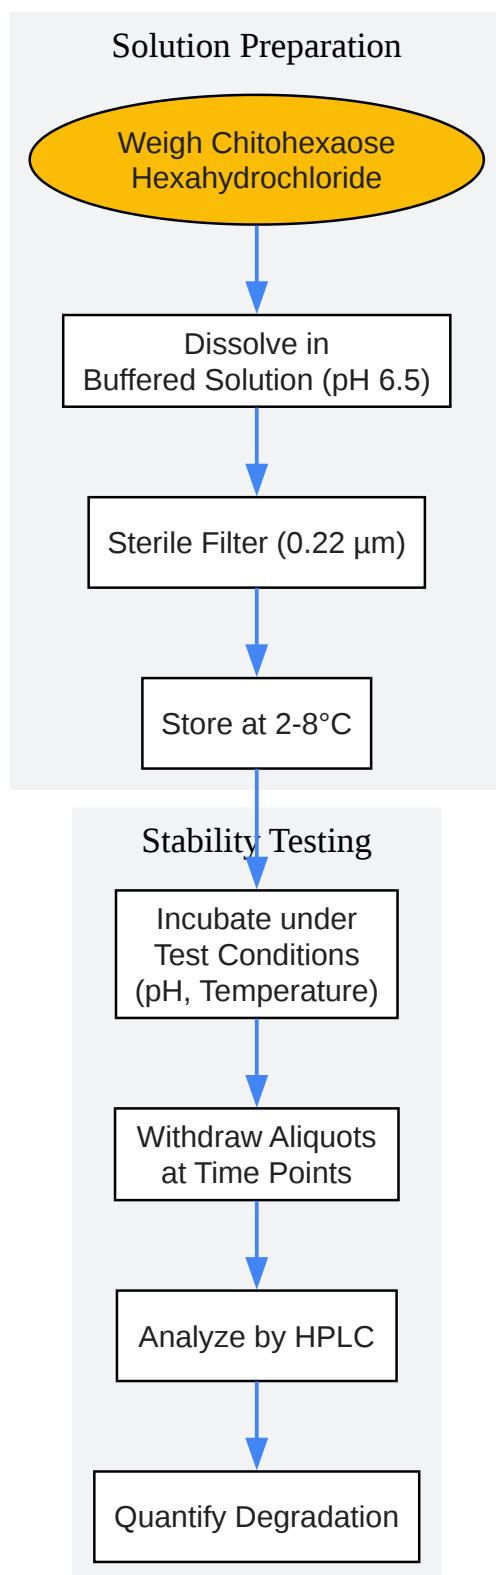 Solution Preparation
Weigh Chitohexaose
Hexahydrochloride
Dissolve in
Buffered Solution (pH 6.5)
Sterile Filter (0.22 µm)
Store at 2-8°C
Stability Testing
Incubate under
Test Conditions
(pH, Temperature)
Withdraw Aliquots
at Time Points
Analyze by HPLC
Quantify Degradation